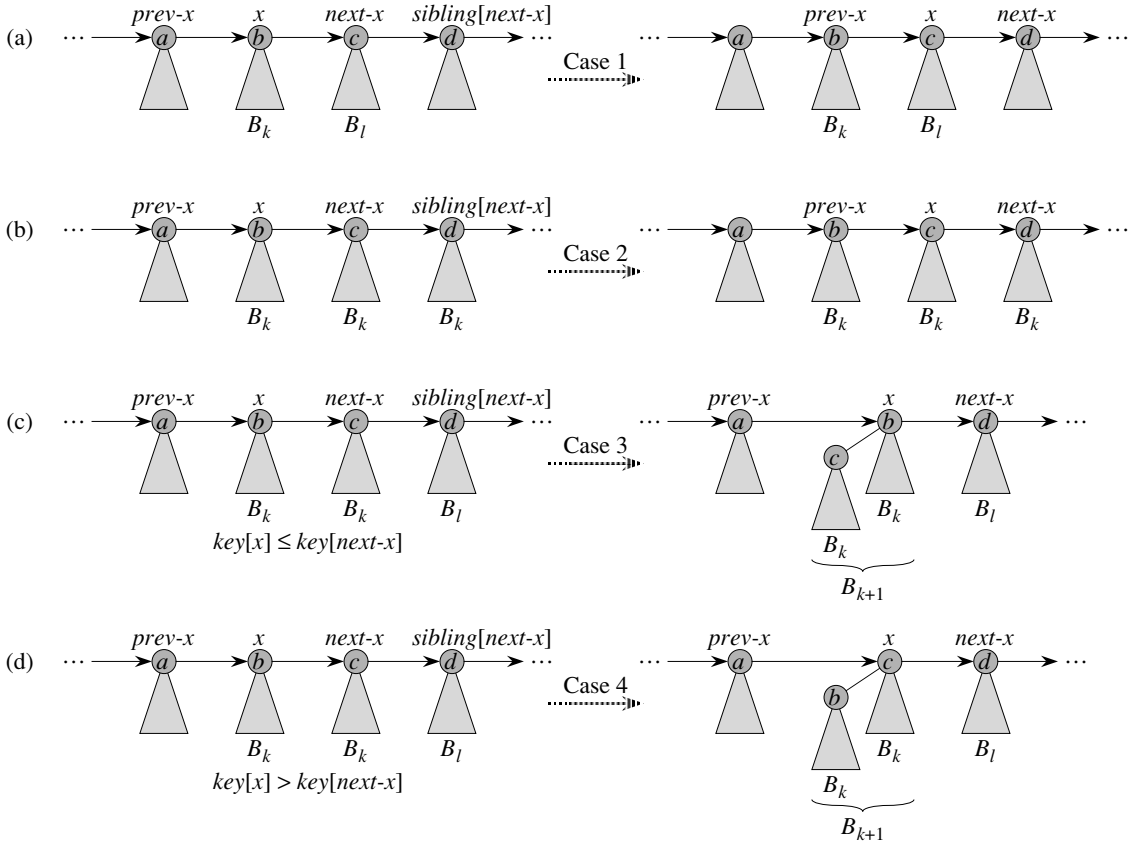 prev-x x next-x sibling[next-x] prev-x x next-x
(a) ··· a b c d ··· Case 1 ··· a b c d ···
B_k B_l B_k B_l
prev-x x next-x sibling[next-x] prev-x x next-x
(b) ··· a b c d ··· Case 2 ··· a b c d ···
B_k B_k B_k B_k B_k B_k
prev-x x next-x sibling[next-x] prev-x x next-x
(c) ··· a b c d ··· Case 3 ··· a b d ···
c
B_k B_k B_l B_k B_l
key[x] ≤ key[next-x] B_k
B_{k+1}
prev-x x next-x sibling[next-x] prev-x x next-x
(d) ··· a b c d ··· Case 4 ··· a c d ···
b
B_k B_k B_l B_k B_l
key[x] > key[next-x] B_k
B_{k+1}